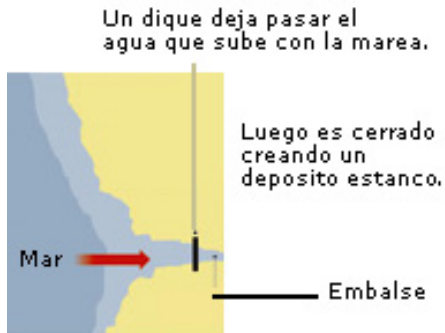 Un dique deja pasar el
agua que sube con la marea.
Luego es cerrado
creando un
deposito estanco.
Mar
Embalse